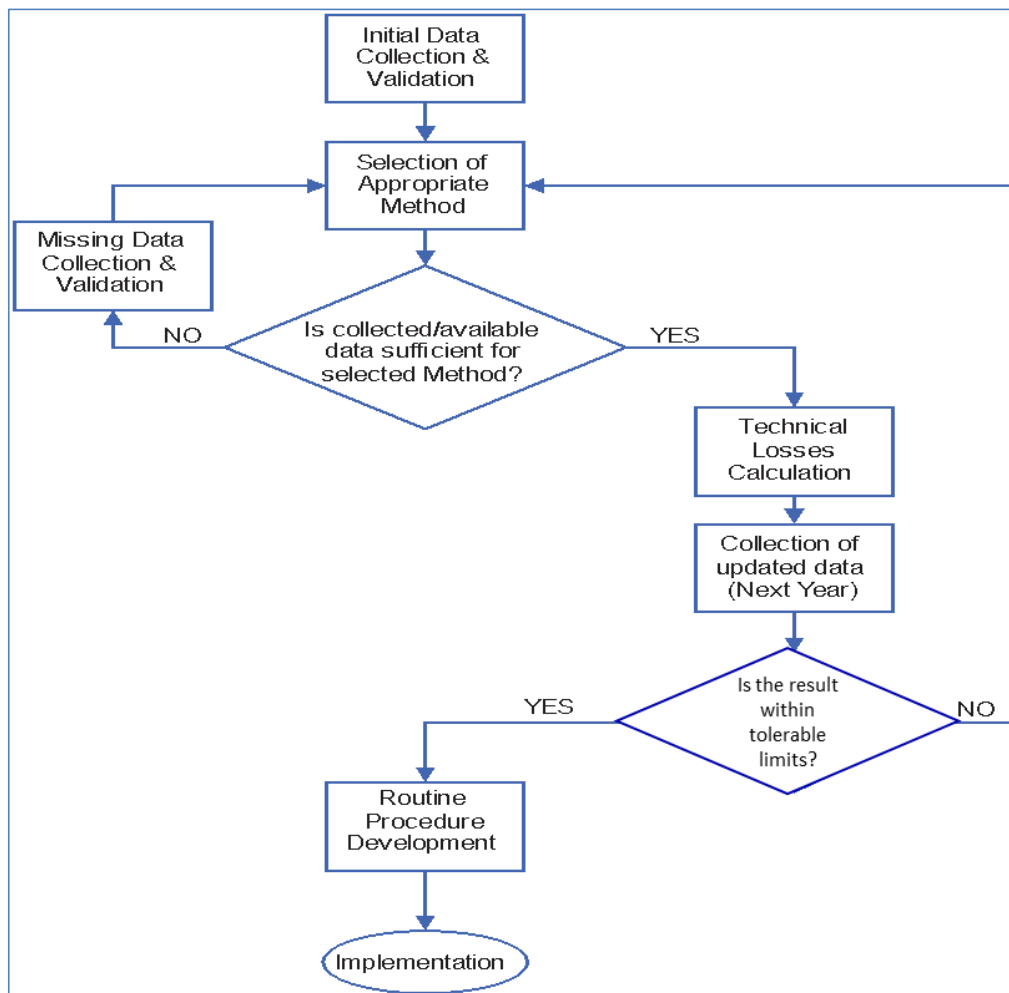 Initial Data
Collection &
Validation
Selection of
Appropriate
Method
Missing Data
Collection &
Validation
NO
Is collected/available
data sufficient for
selected Method?
YES
Technical
Losses
Calculation
Collection of
updated data
(Next Year)
Is the result
within
tolerable
limits?
YES
NO
Routine
Procedure
Development
Implementation